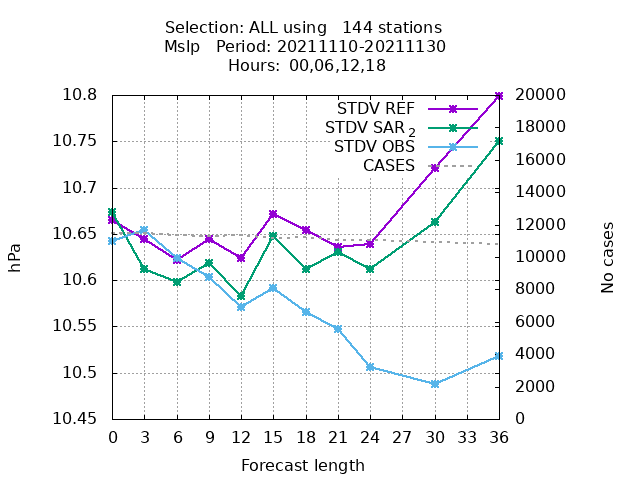 Selection: ALL using   144 stations
Mslp   Period: 20211110-20211130
Hours: 00,06,12,18
10.8
10.75
10.7
10.65
10.6
10.55
10.5
10.45
hPa
STDV REF
STDV SAR2
STDV OBS
CASES
20000
18000
16000
14000
12000
10000
8000
6000
4000
2000
0
No cases
0 3 6 9 12 15 18 21 24 27 30 33 36
Forecast length